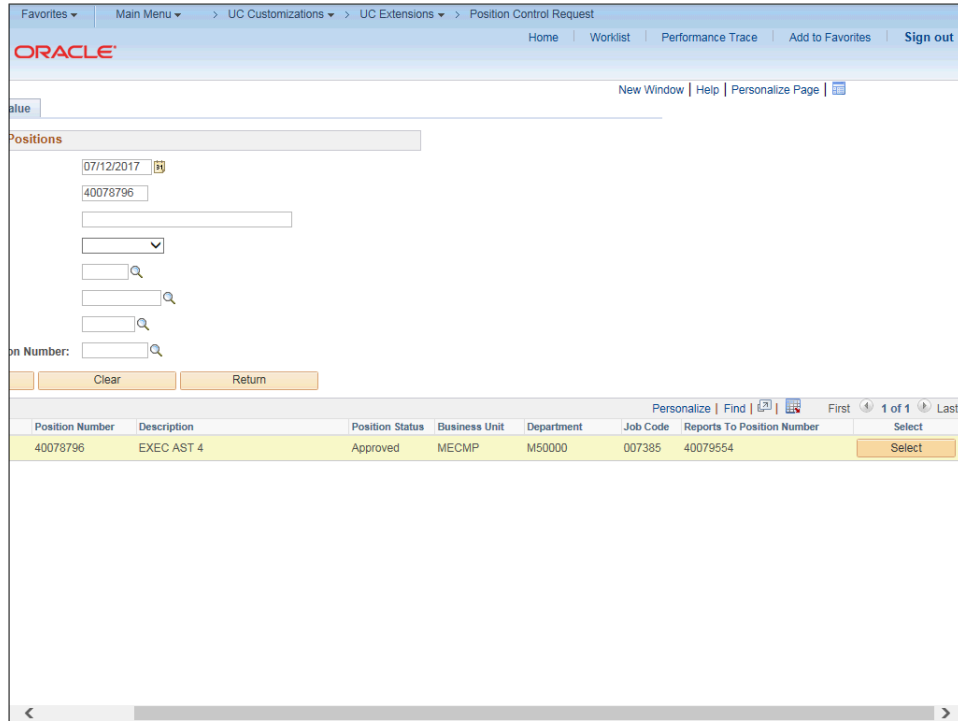 Favorites Main Menu > UC Customizations > UC Extensions > Position Control Request
ORACLE
Home Worklist Performance Trace Add to Favorites Sign out
New Window | Help | Personalize Page |
alue
Positions
07/12/2017
40078796
on Number:
Clear Return
Personalize | Find | | First 1 of 1 Last
Position Number Description Position Status Business Unit Department Job Code Reports To Position Number Select
40078796 EXEC AST 4 Approved MECMP M50000 007385 40079554 Select